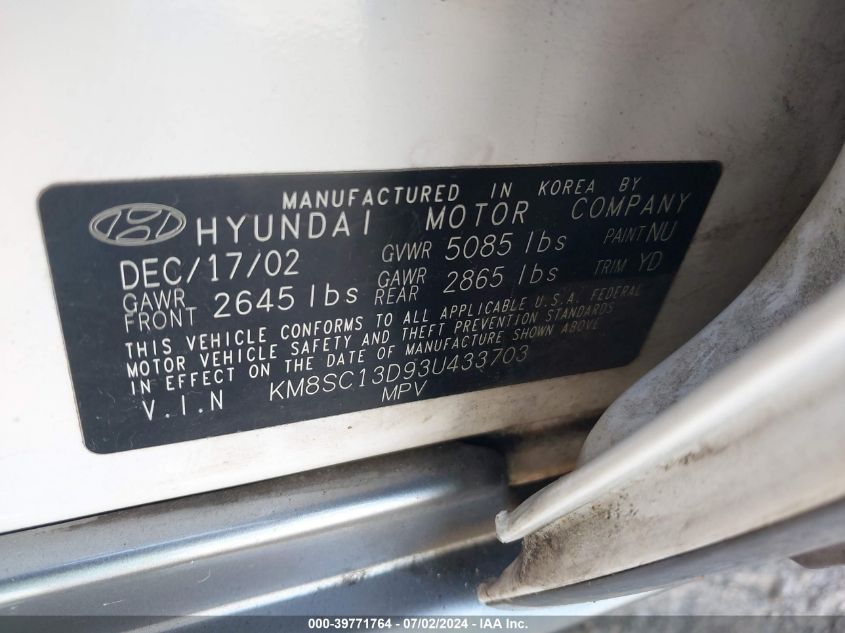 MANUFACTURED IN KOREA BY
HYUNDAI MOTOR COMPANY
DEC/17/02 GVWR 5085 lbs PAINT NU
GAWR FRONT 2645 lbs GAWR REAR 2865 lbs TRIM YD
THIS VEHICLE CONFORMS TO ALL APPLICABLE U.S.A. FEDERAL
MOTOR VEHICLE SAFETY AND THEFT PREVENTION STANDARDS
IN EFFECT ON THE DATE OF MANUFACTURE SHOWN ABOVE
V.I.N KM8SC13D93U433703
MPV
000-39771764 - 07/02/2024 - IAAI.com